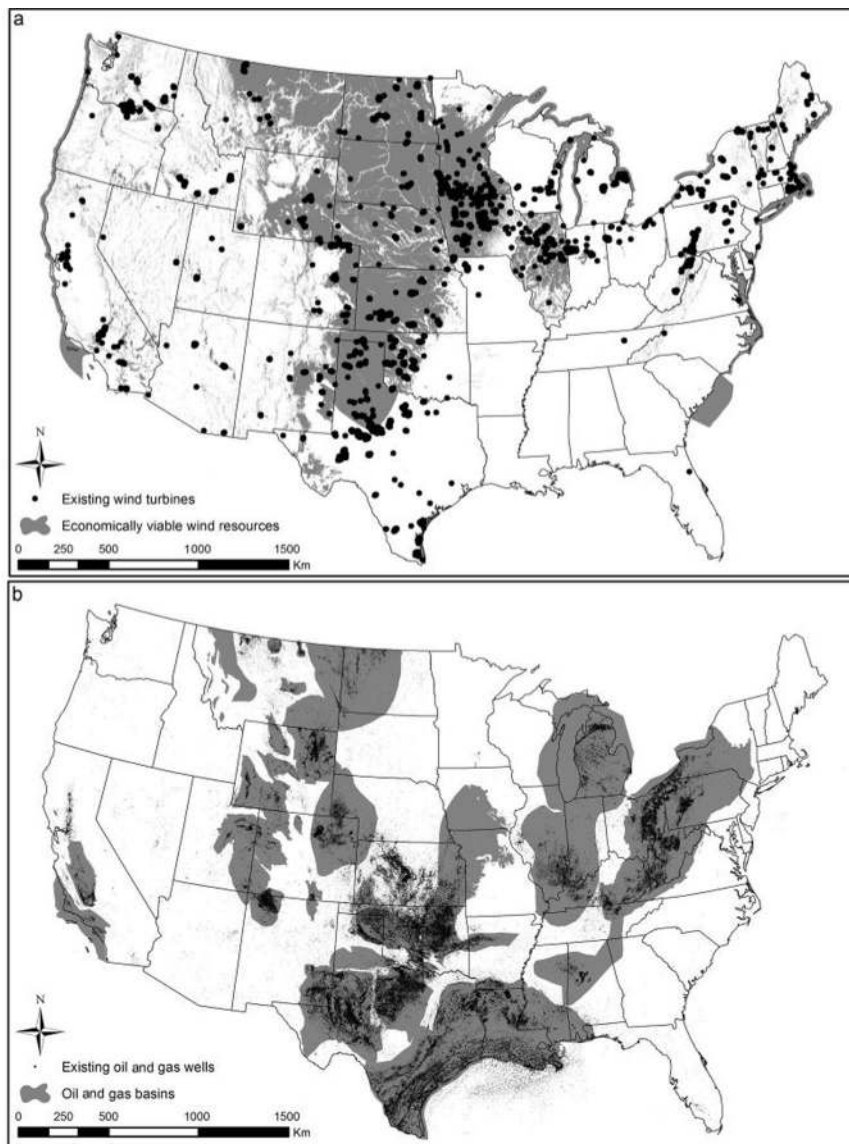 a
N
Existing wind turbines
Economically viable wind resources
0 250 500 1000 1500
Km
b
N
Existing oil and gas wells
Oil and gas basins
0 250 500 1000 1500
Km